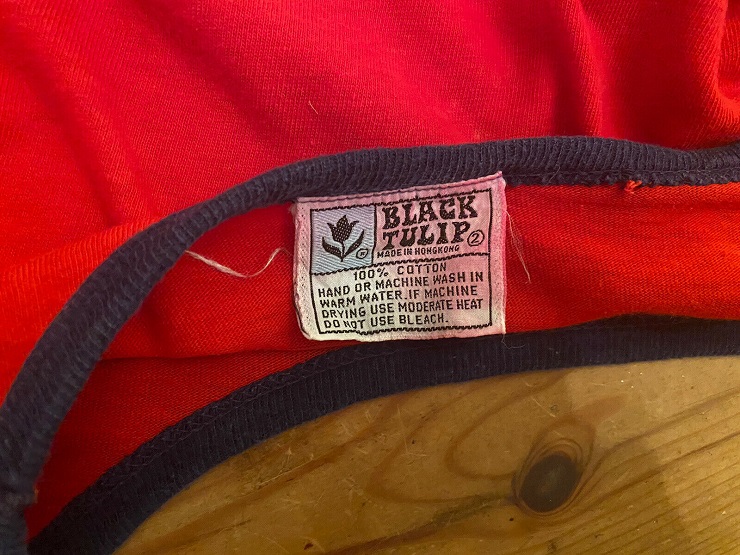 BLACK
TULIP ②
® MADE IN HONGKONG
100% COTTON
HAND OR MACHINE WASH IN
WARM WATER. IF MACHINE
DRYING USE MODERATE HEAT
DO NOT USE BLEACH.